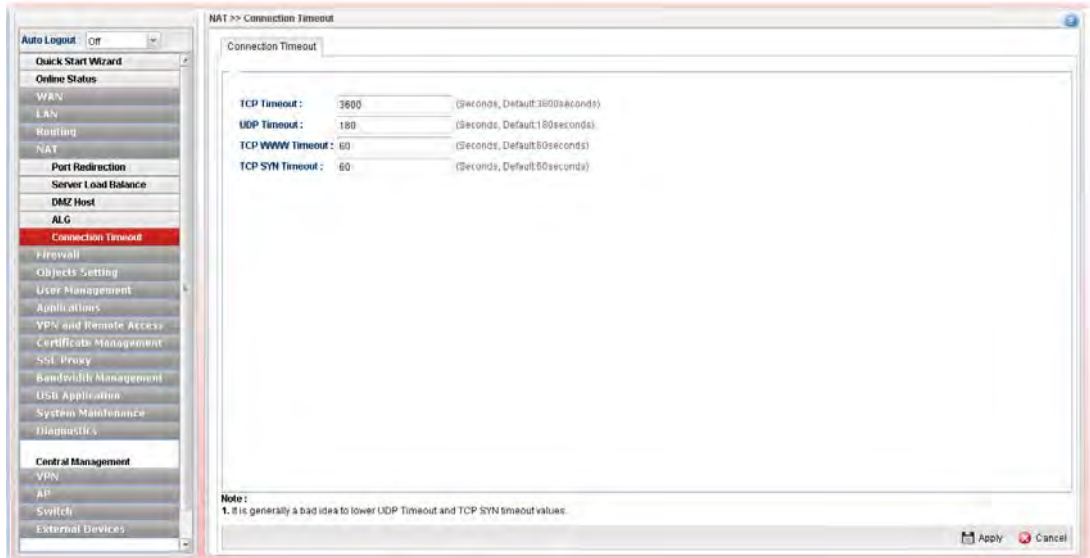 NAT >> Connection Timeout
Auto Logout : Off
Quick Start Wizard
Online Status
WAN
LAN
Routing
NAT
Port Redirection
Server Load Balance
DMZ Host
ALG
Connection Timeout
Firewall
Objects Setting
User Management
Applications
VPN and Remote Access
Certificate Management
SSL Proxy
Bandwidth Management
USB Application
System Maintenance
Diagnostics
Central Management
VPN
AP
Switch
External Devices
Connection Timeout
TCP Timeout : 3600 (Seconds, Default:3600seconds)
UDP Timeout : 180 (Seconds, Default:180seconds)
TCP WWW Timeout : 60 (Seconds, Default:60seconds)
TCP SYN Timeout : 60 (Seconds, Default:60seconds)
Note :
1. It is generally a bad idea to lower UDP Timeout and TCP SYN timeout values.
Apply Cancel